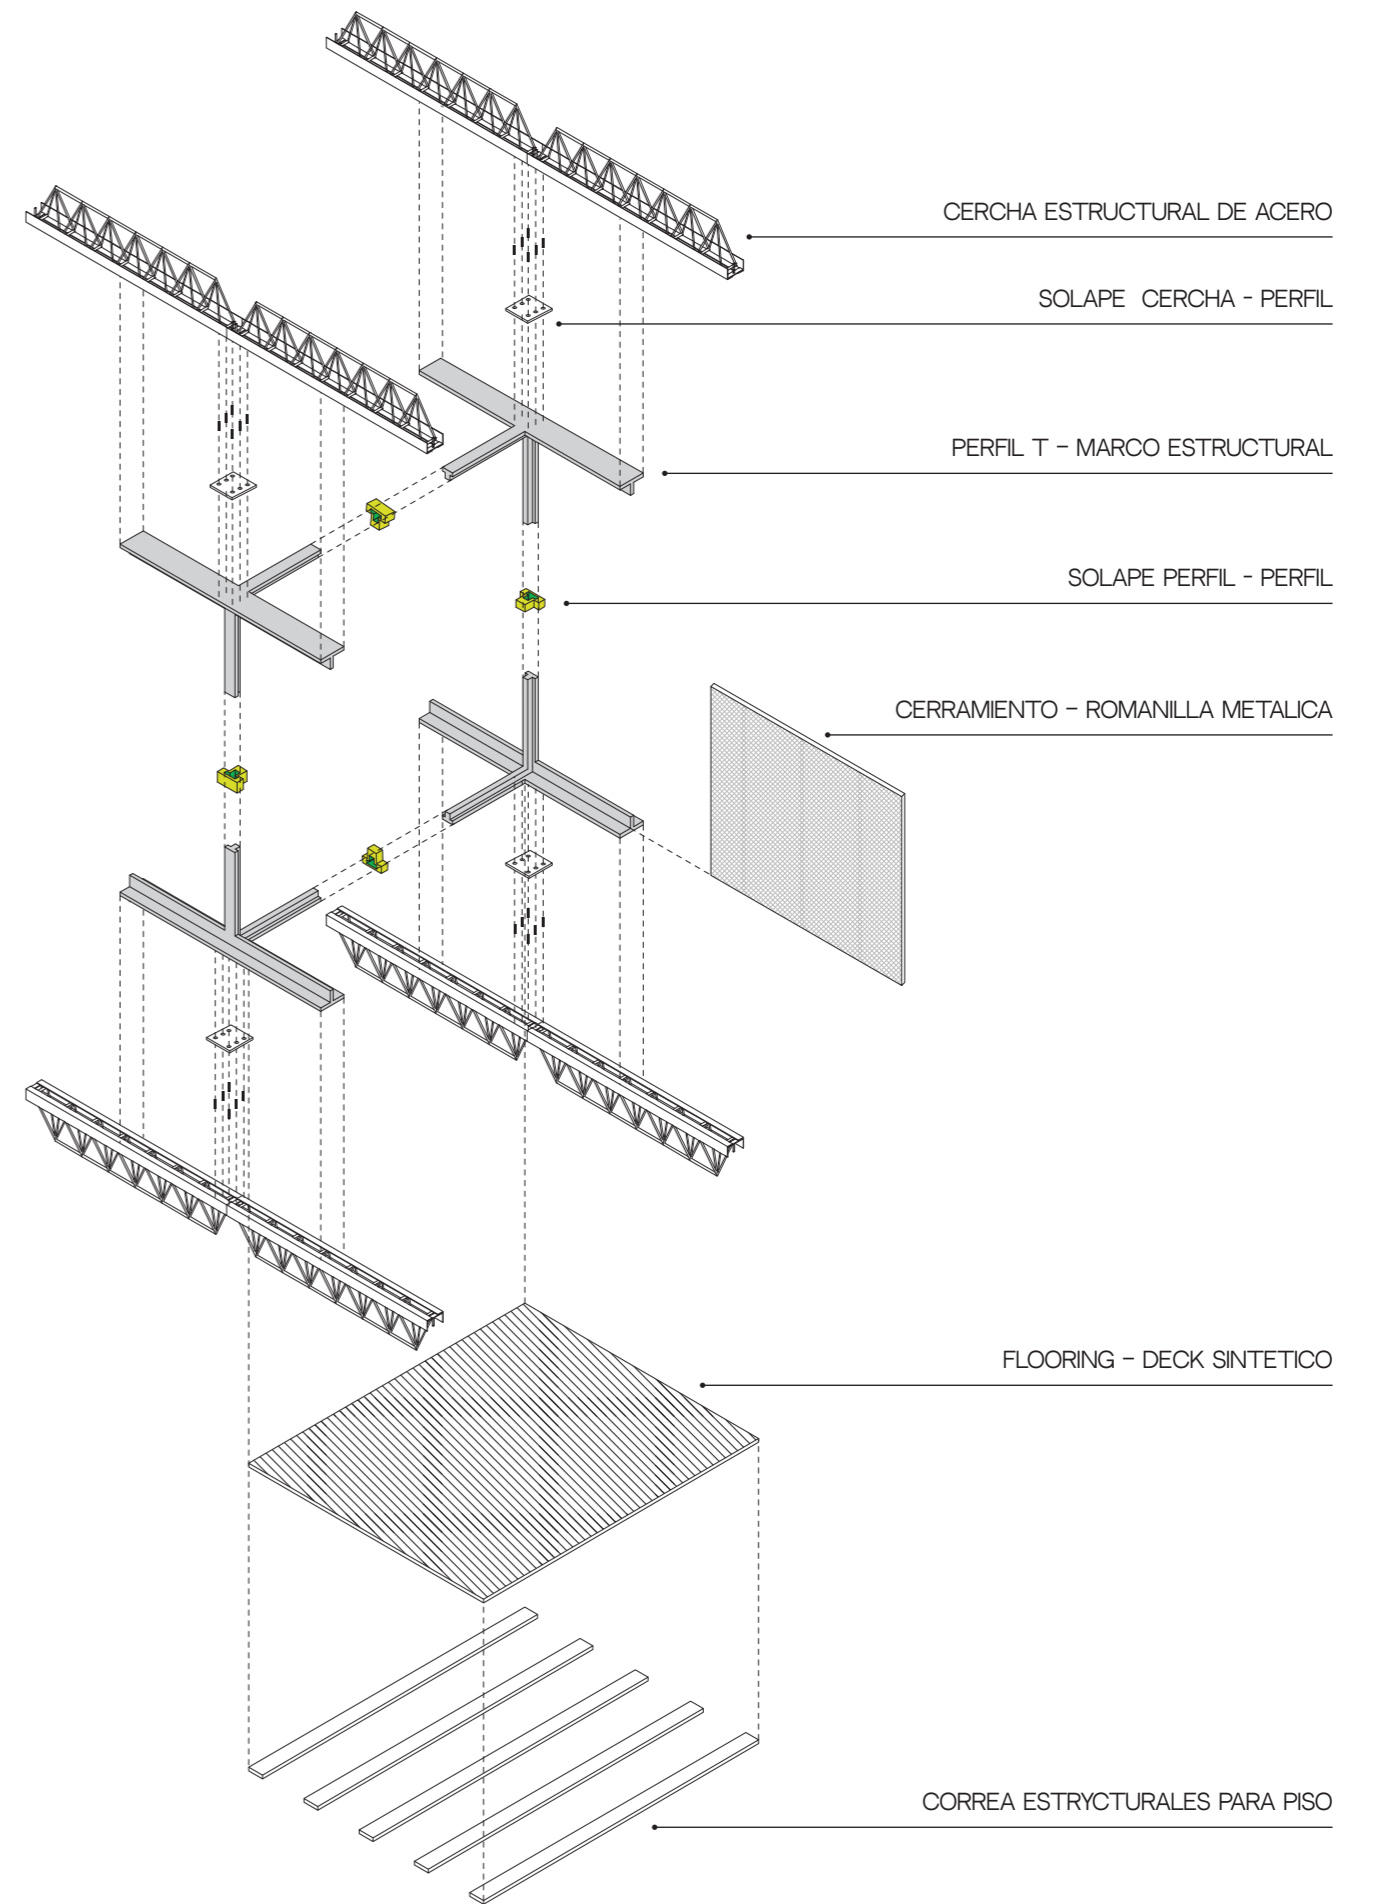 CERCHA ESTRUCTURAL DE ACERO
SOLAPE CERCHA - PERFIL
PERFIL T - MARCO ESTRUCTURAL
SOLAPE PERFIL - PERFIL
CERRAMIENTO - ROMANILLA METALICA
FLOORING - DECK SINTETICO
CORREA ESTRYCTURALES PARA PISO